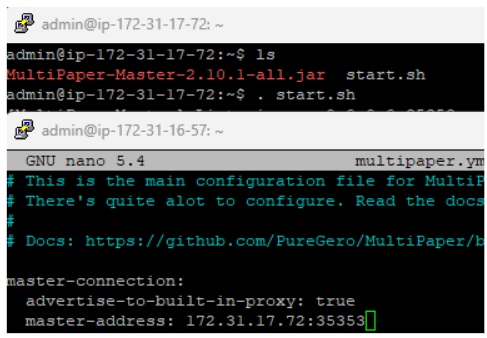 admin@ip-172-31-17-72: ~
admin@ip-172-31-17-72:~$ ls
MultiPaper-Master-2.10.1-all.jar start.sh
admin@ip-172-31-17-72:~$ . start.sh
admin@ip-172-31-16-57: ~
GNU nano 5.4 multipaper.ym
# This is the main configuration file for MultiP
# There's quite alot to configure. Read the docs
#
# Docs: https://github.com/PureGero/MultiPaper/b
master-connection:
advertise-to-built-in-proxy: true
master-address: 172.31.17.72:35353